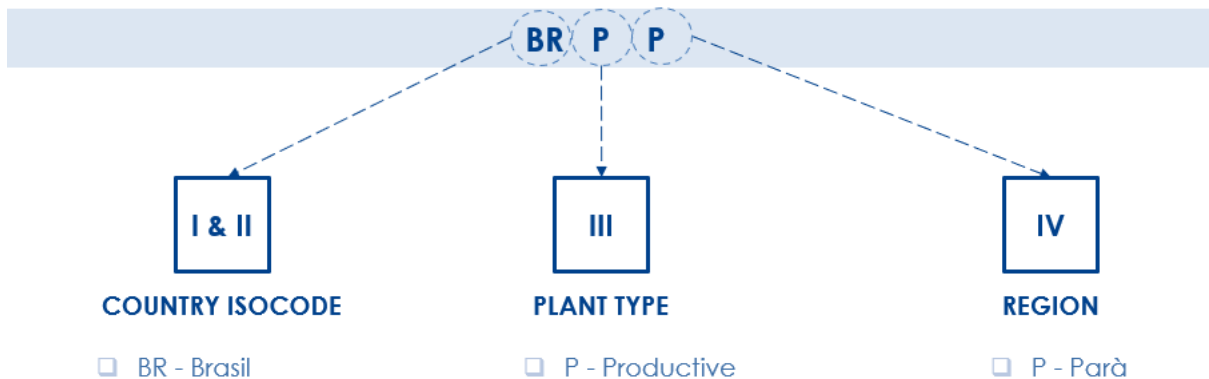 BR P P
I & II III IV
COUNTRY ISOCODE PLANT TYPE REGION
BR - Brasil P - Productive P - Parà